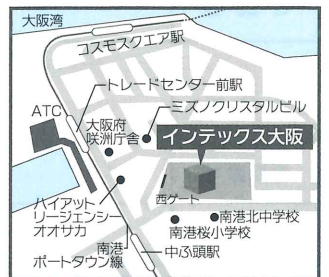 大阪湾
コスモスクエア駅
トレードセンター前駅
ATC
大阪府
咲洲庁舎
ミズノクリスタルビル
インテックス大阪
西ゲート
ハイアット
リージェンシー
オオサカ
南港北中学校
南港桜小学校
南港
ポートタウン線
中ふ頭駅